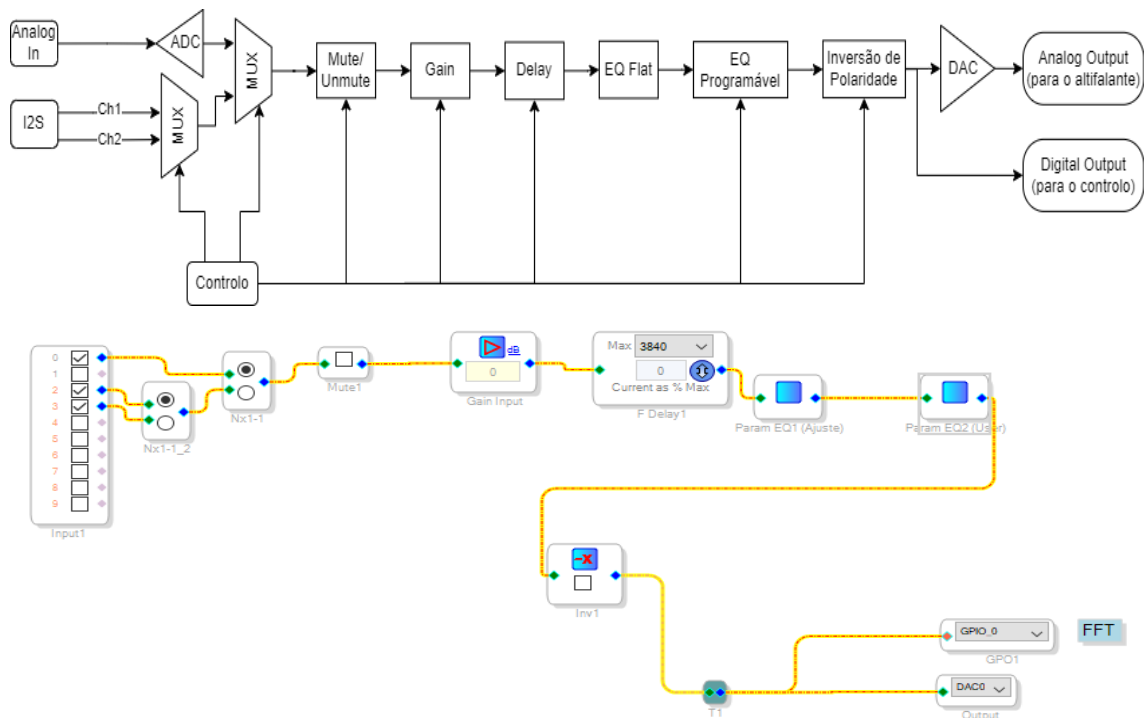 Analog
In
ADC
MUX
Mute/
Unmute
Gain
Delay
EQ Flat
EQ
Programável
Inversão de
Polaridade
DAC
Analog Output
(para o altifalante)
I2S
Ch1
Ch2
MUX
Digital Output
(para o controlo)
Controlo
0
1
2
3
4
5
6
7
8
9
Input1
Nx1-1_2
Nx1-1
Mute1
dB
0
Gain Input
Max 3840
0
Current as % Max
F Delay1
Param EQ1 (Ajuste)
Param EQ2 (User)
-x
Inv1
T1
GPIO_0
GPO1
FFT
DAC0
Output